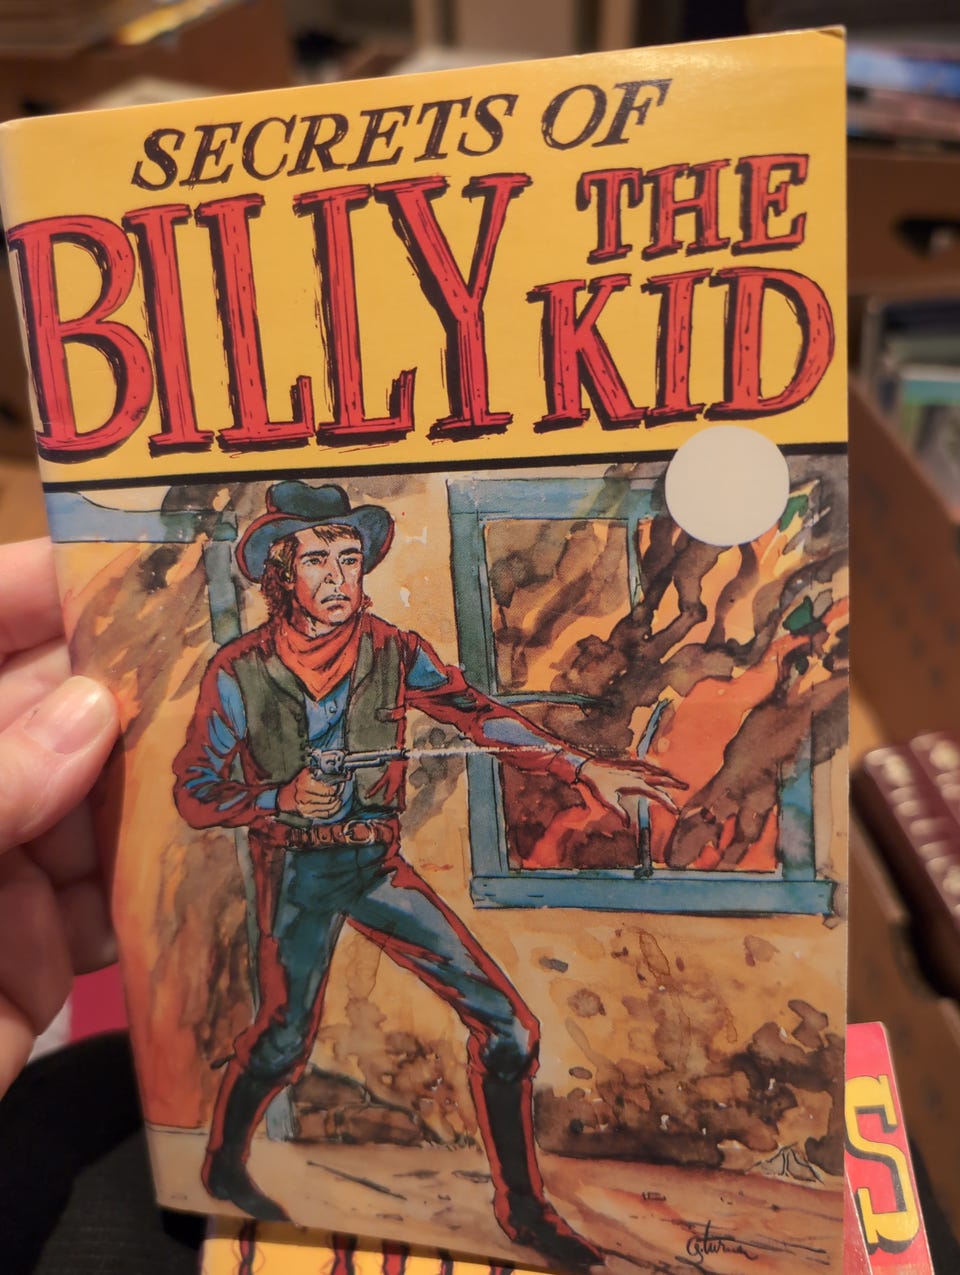 SECRETS OF
BILLY THE
KID
S